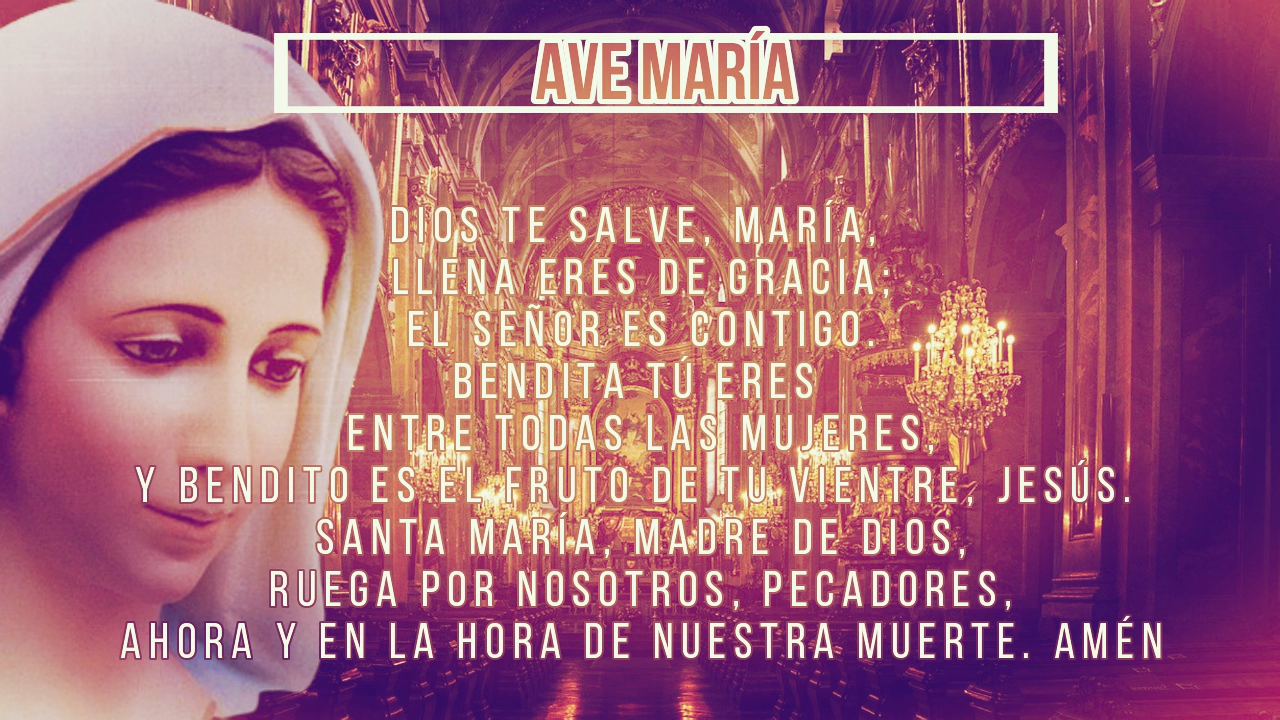 AVE MARÍA
DIOS TE SALVE, MARÍA,
LLENA ERES DE GRACIA;
EL SEÑOR ES CONTIGO.
BENDITA TÚ ERES
ENTRE TODAS LAS MUJERES,
Y BENDITO ES EL FRUTO DE TU VIENTRE, JESÚS.
SANTA MARÍA, MADRE DE DIOS,
RUEGA POR NOSOTROS, PECADORES,
AHORA Y EN LA HORA DE NUESTRA MUERTE. AMÉN